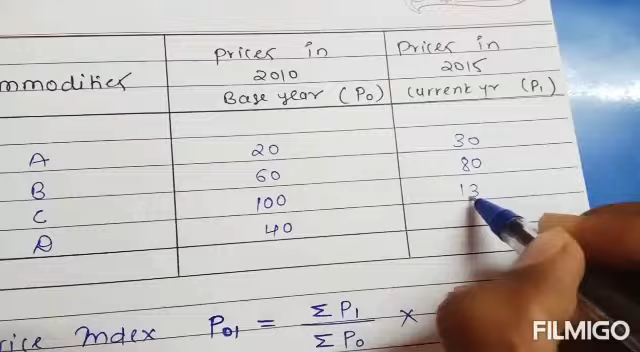 Prices in Prices in
2010 2015
mmodities Base year (P0) Current yr (P1)
A 20 30
B 60 80
C 100 13
D 40
rice Index P01 = ΣP1 / ΣP0 ×
FILMIGO